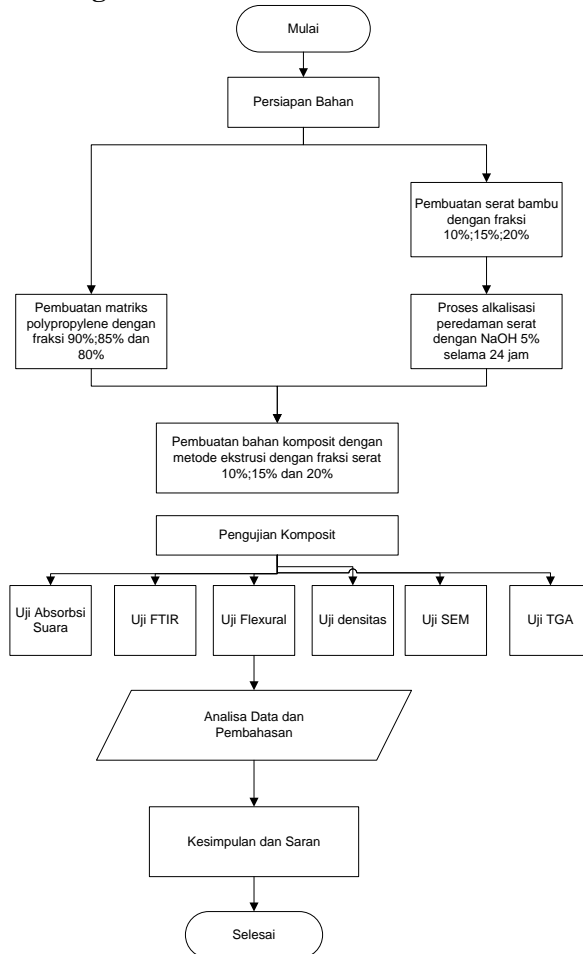 Mulai
Persiapan Bahan
Pembuatan serat bambu
dengan fraksi
10%;15%;20%
Pembuatan matriks
polypropylene dengan
fraksi 90%;85% dan
80%
Proses alkalisasi
peredaman serat
dengan NaOH 5%
selama 24 jam
Pembuatan bahan komposit dengan
metode ekstrusi dengan fraksi serat
10%;15% dan 20%
Pengujian Komposit
Uji Absorbsi
Suara
Uji FTIR
Uji Flexural
Uji densitas
Uji SEM
Uji TGA
Analisa Data dan
Pembahasan
Kesimpulan dan Saran
Selesai